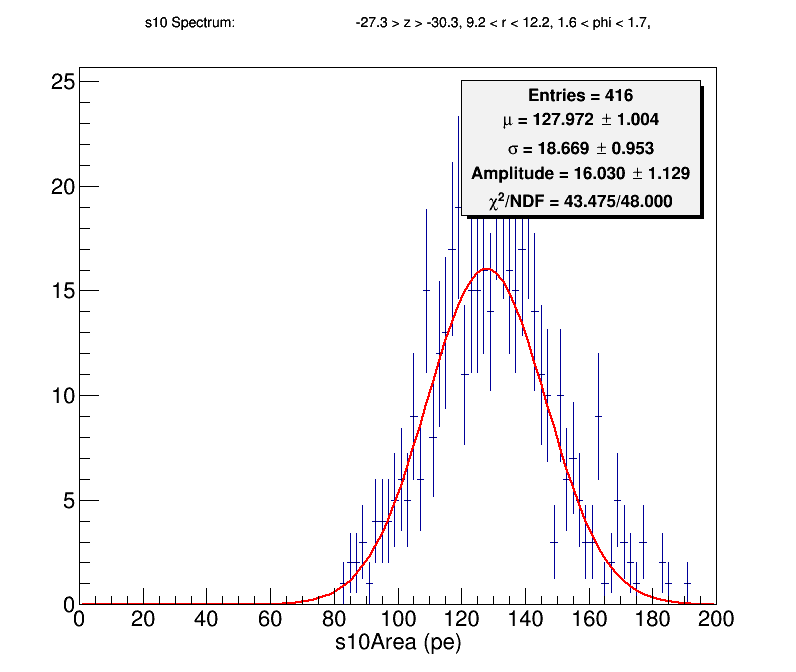 s10 Spectrum: -27.3 > z > -30.3, 9.2 < r < 12.2, 1.6 < phi < 1.7,
Entries = 416
μ = 127.972 ± 1.004
σ = 18.669 ± 0.953
Amplitude = 16.030 ± 1.129
χ²/NDF = 43.475/48.000
25
20
15
10
5
0
0 20 40 60 80 100 120 140 160 180 200
s10Area (pe)